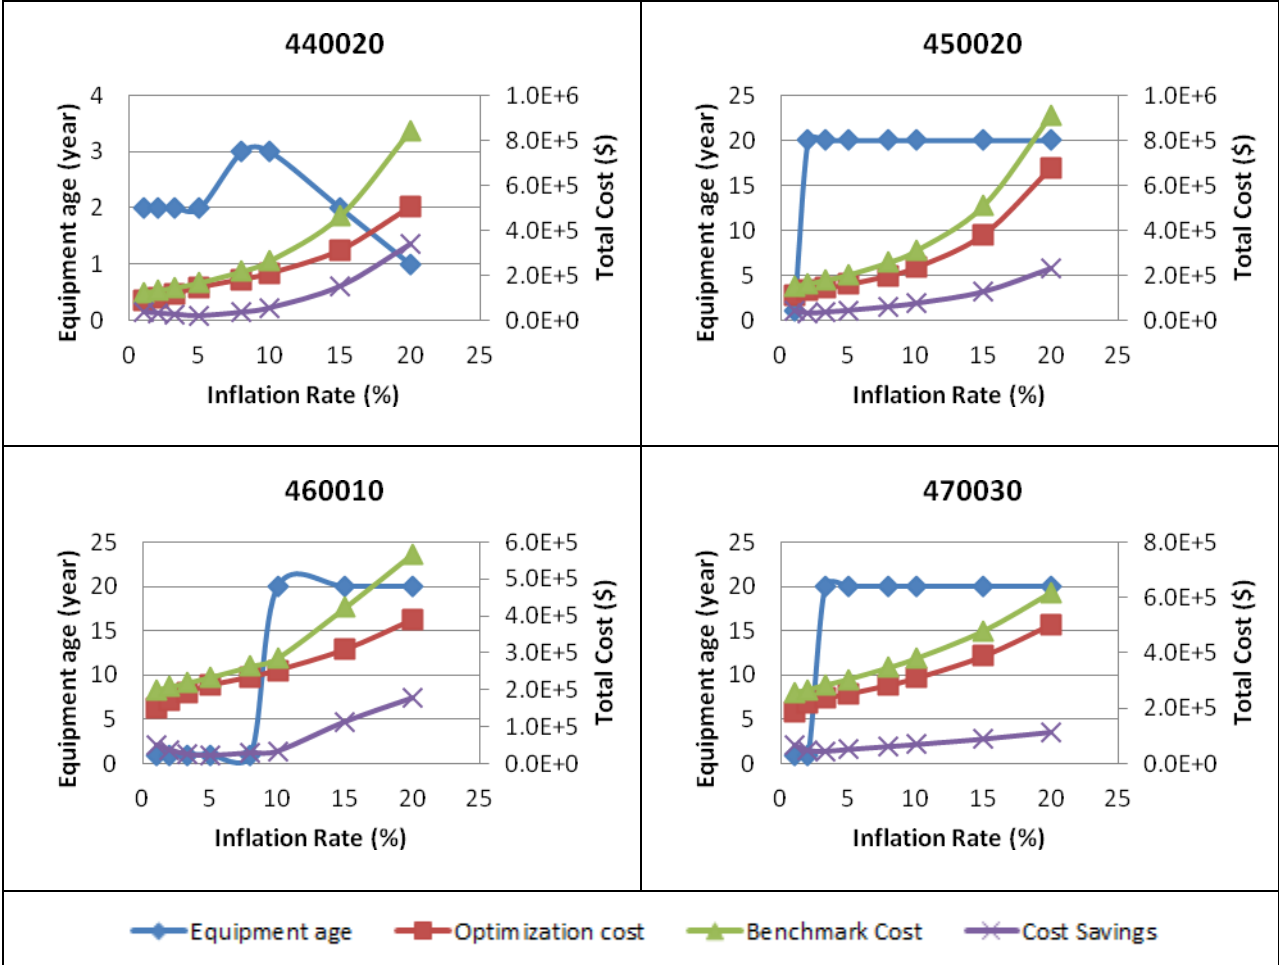 440020
Equipment age (year)
4
3
2
1
0
1.0E+6
8.0E+5
6.0E+5
4.0E+5
2.0E+5
0.0E+0
Total Cost ($)
0 5 10 15 20 25
Inflation Rate (%)
450020
Equipment age (year)
25
20
15
10
5
0
1.0E+6
8.0E+5
6.0E+5
4.0E+5
2.0E+5
0.0E+0
Total Cost ($)
0 5 10 15 20 25
Inflation Rate (%)
460010
Equipment age (year)
25
20
15
10
5
0
6.0E+5
5.0E+5
4.0E+5
3.0E+5
2.0E+5
1.0E+5
0.0E+0
Total Cost ($)
0 5 10 15 20 25
Inflation Rate (%)
470030
Equipment age (year)
25
20
15
10
5
0
8.0E+5
6.0E+5
4.0E+5
2.0E+5
0.0E+0
Total Cost ($)
0 5 10 15 20 25
Inflation Rate (%)
Equipment age Optimization cost Benchmark Cost Cost Savings